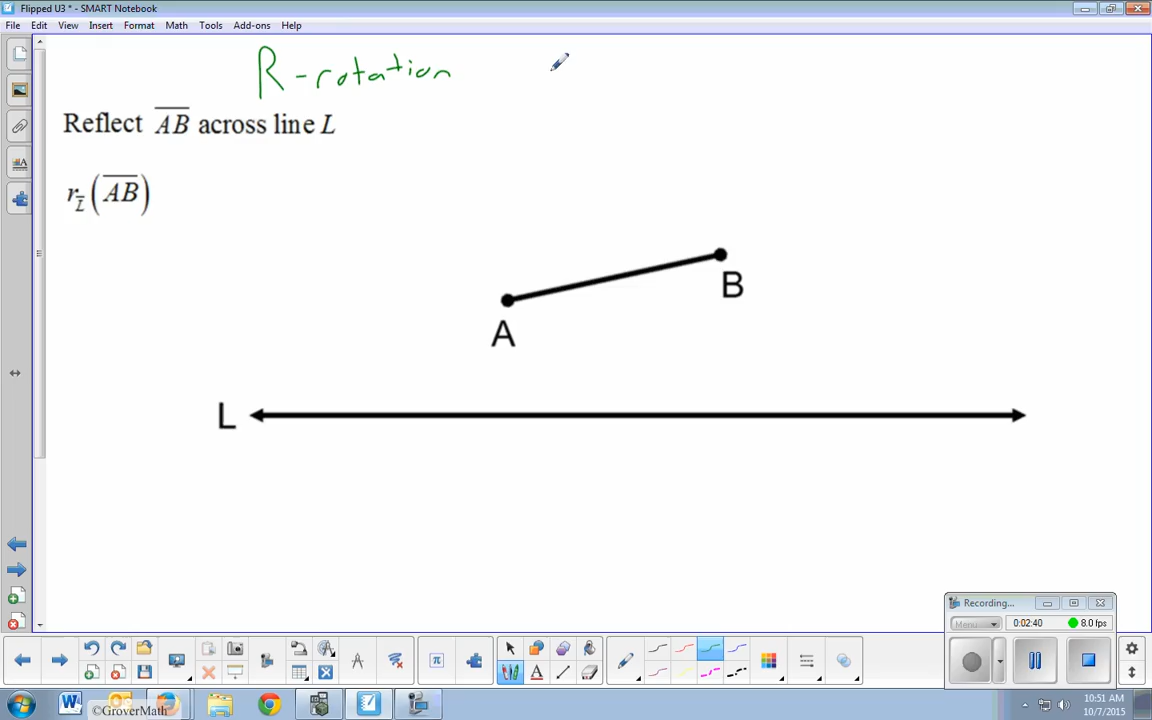 Flipped U3 * - SMART Notebook
File Edit View Insert Format Math Tools Add-ons Help
R - rotation
Reflect AB across line L
r_L (AB)
B
A
L
Recording...
Menu
0:02:40
8.0 fps
©GroverMath
10:51 AM
10/7/2015